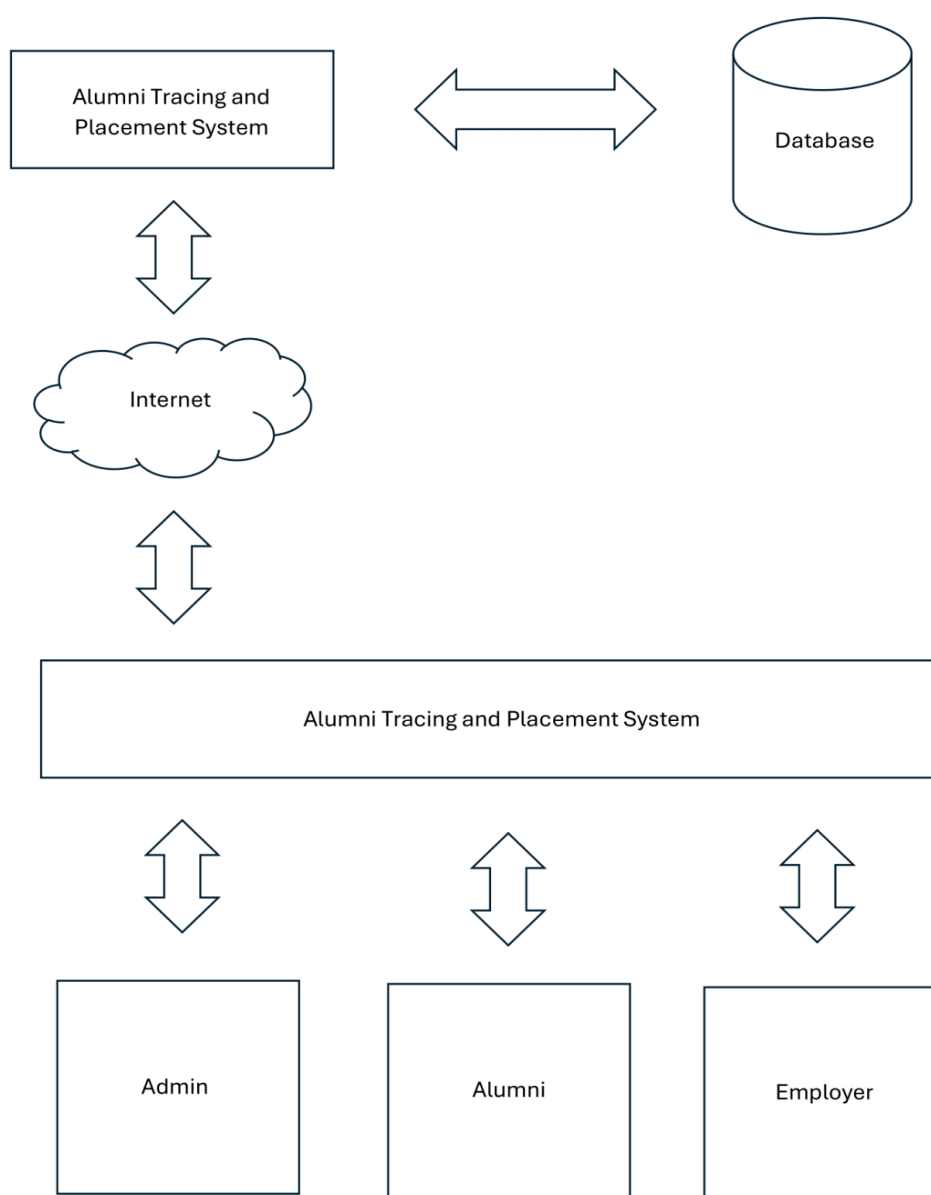 Alumni Tracing and
Placement System
Database
Internet
Alumni Tracing and Placement System
Admin
Alumni
Employer